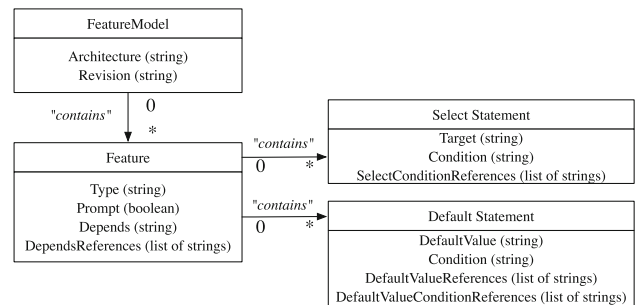 FeatureModel
Architecture (string)
Revision (string)
"contains"
0
*
Feature
Type (string)
Prompt (boolean)
Depends (string)
DependsReferences (list of strings)
"contains"
0
*
Select Statement
Target (string)
Condition (string)
SelectConditionReferences (list of strings)
"contains"
0
*
Default Statement
DefaultValue (string)
Condition (string)
DefaultValueReferences (list of strings)
DefaultValueConditionReferences (list of strings)